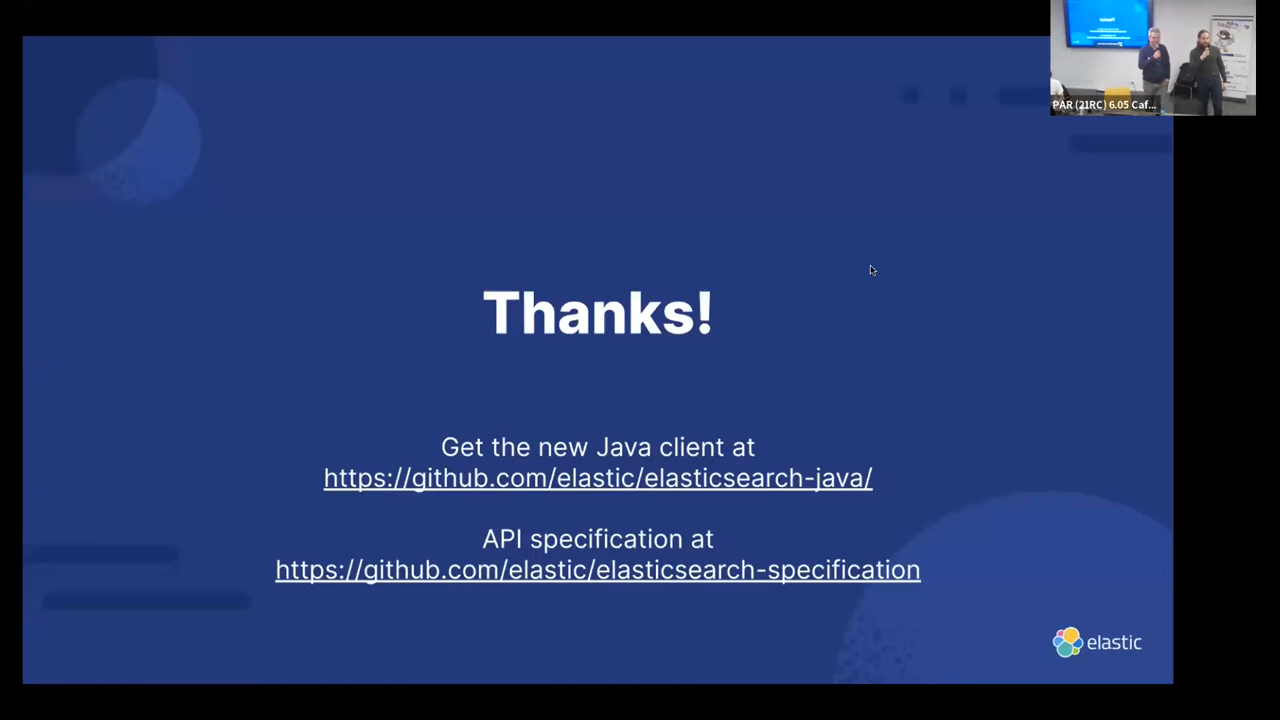 PAR (21RC) 6.05 Caf...
Thanks!
Get the new Java client at
https://github.com/elastic/elasticsearch-java/
API specification at
https://github.com/elastic/elasticsearch-specification
elastic